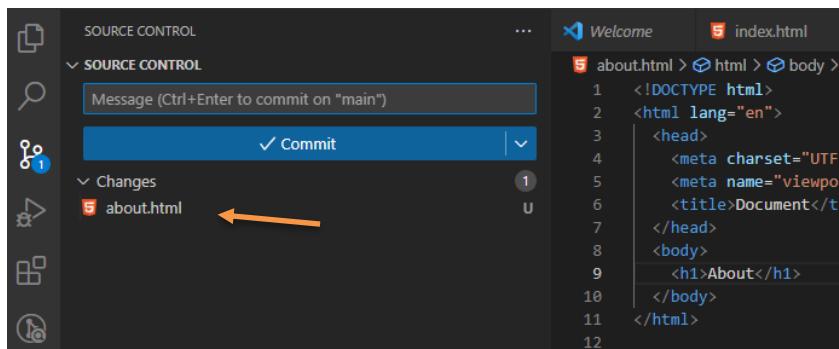 SOURCE CONTROL
...
SOURCE CONTROL
Message (Ctrl+Enter to commit on "main")
Commit
Changes 1
about.html U
1
Welcome index.html
about.html > html > body >
1 <!DOCTYPE html>
2 <html lang="en">
3 <head>
4 <meta charset="UTF
5 <meta name="viewpo
6 <title>Document</t
7 </head>
8 <body>
9 <h1>About</h1>
10 </body>
11 </html>
12